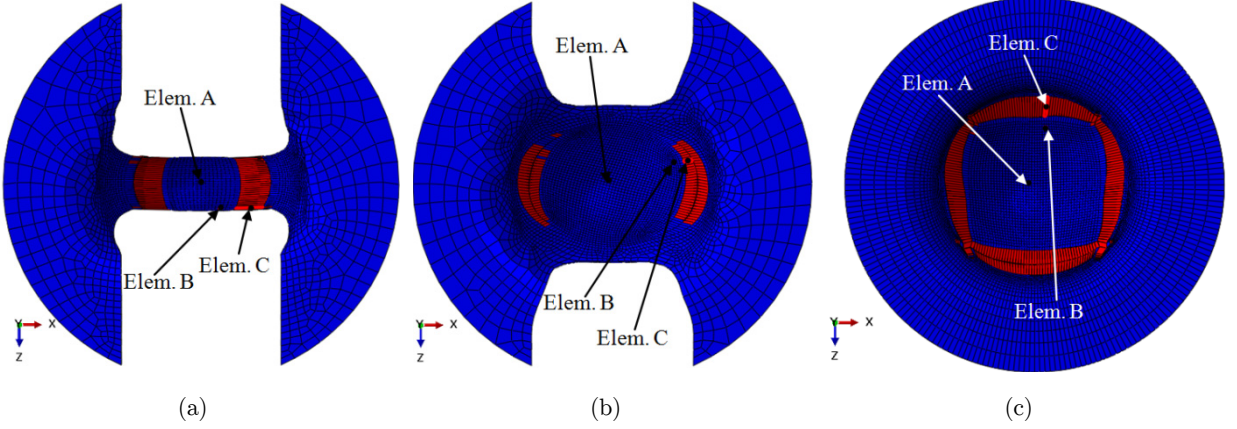 Elem. A
Elem. B
Elem. C
Y X
Z
(a)
Elem. A
Elem. B
Elem. C
Y X
Z
(b)
Elem. C
Elem. A
Elem. B
Y X
Z
(c)